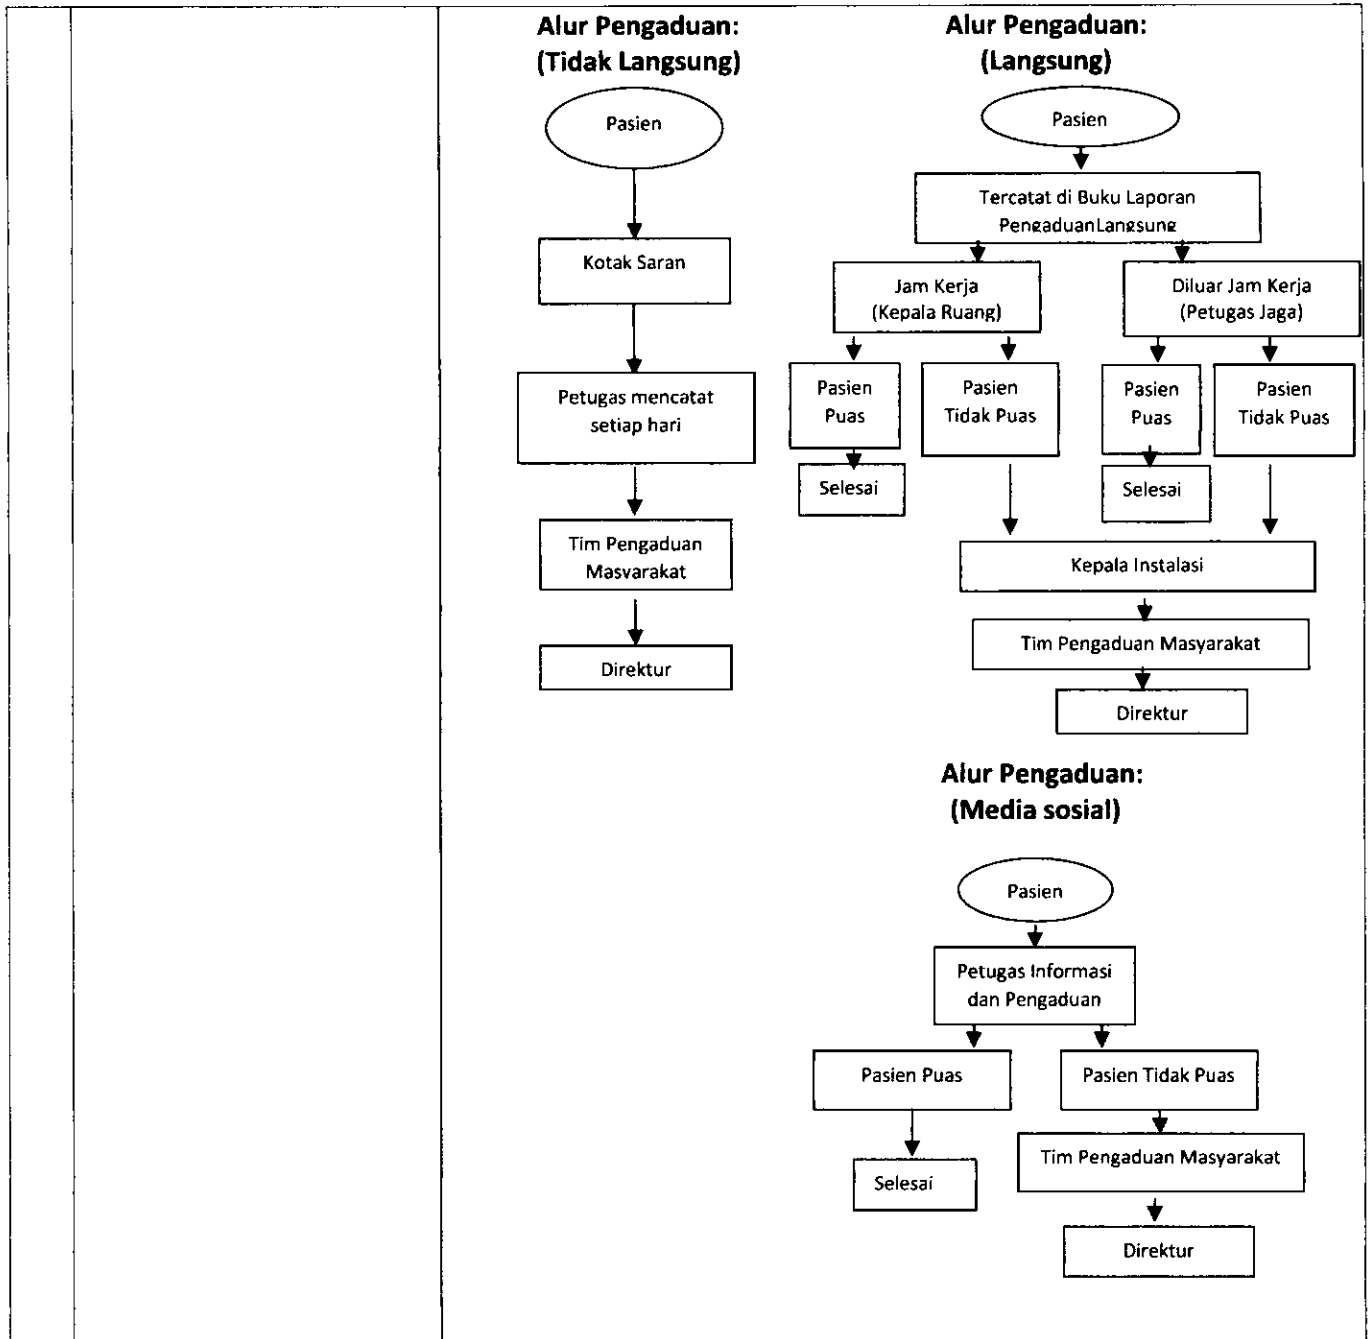 Alur Pengaduan:
(Tidak Langsung)
Pasien
Kotak Saran
Petugas mencatat
setiap hari
Tim Pengaduan
Masyarakat
Direktur
Alur Pengaduan:
(Langsung)
Pasien
Tercatat di Buku Laporan
PengaduanLangsung
Jam Kerja
(Kepala Ruang)
Diluar Jam Kerja
(Petugas Jaga)
Pasien
Puas
Pasien
Tidak Puas
Pasien
Puas
Pasien
Tidak Puas
Selesai
Selesai
Kepala Instalasi
Tim Pengaduan Masyarakat
Direktur
Alur Pengaduan:
(Media sosial)
Pasien
Petugas Informasi
dan Pengaduan
Pasien Puas
Pasien Tidak Puas
Selesai
Tim Pengaduan Masyarakat
Direktur